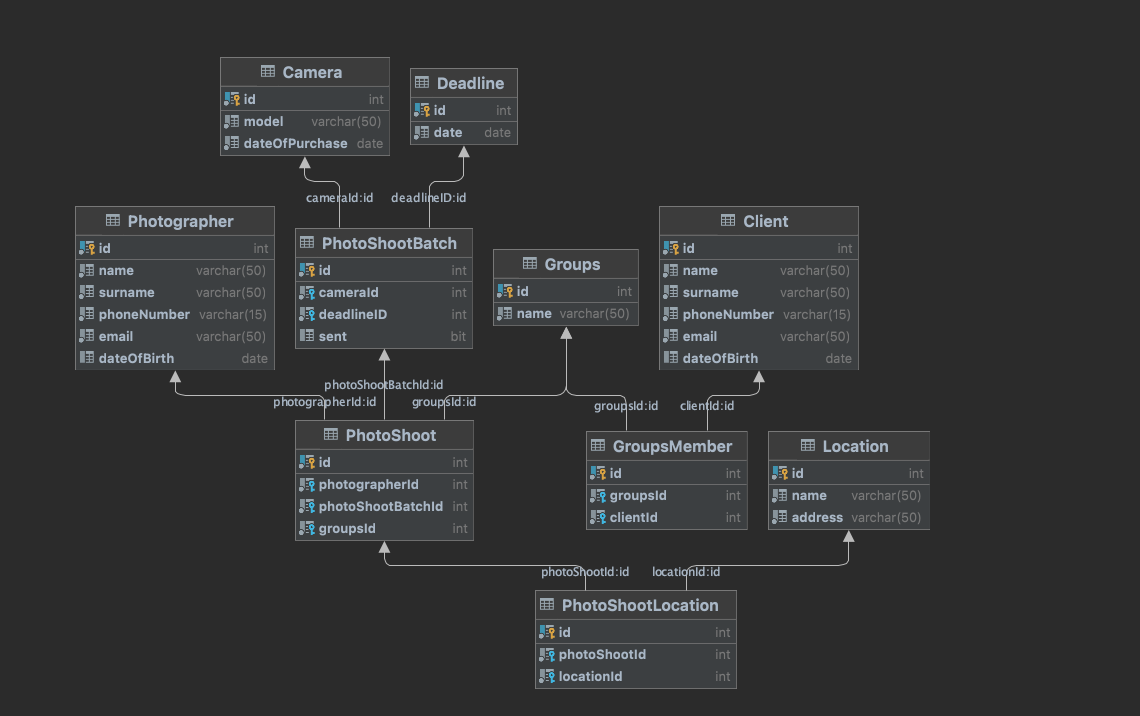 Camera
id int
model varchar(50)
dateOfPurchase date
Deadline
id int
date date
cameraId:id
deadlineID:id
Photographer
id int
name varchar(50)
surname varchar(50)
phoneNumber varchar(15)
email varchar(50)
dateOfBirth date
PhotoShootBatch
id int
cameraId int
deadlineID int
sent bit
Groups
id int
name varchar(50)
Client
id int
name varchar(50)
surname varchar(50)
phoneNumber varchar(15)
email varchar(50)
dateOfBirth date
photoShootBatchId:id
photographerId:id
groupsId:id
groupsId:id
clientId:id
PhotoShoot
id int
photographerId int
photoShootBatchId int
groupsId int
GroupsMember
id int
groupsId int
clientId int
Location
id int
name varchar(50)
address varchar(50)
photoShootId:id
locationId:id
PhotoShootLocation
id int
photoShootId int
locationId int